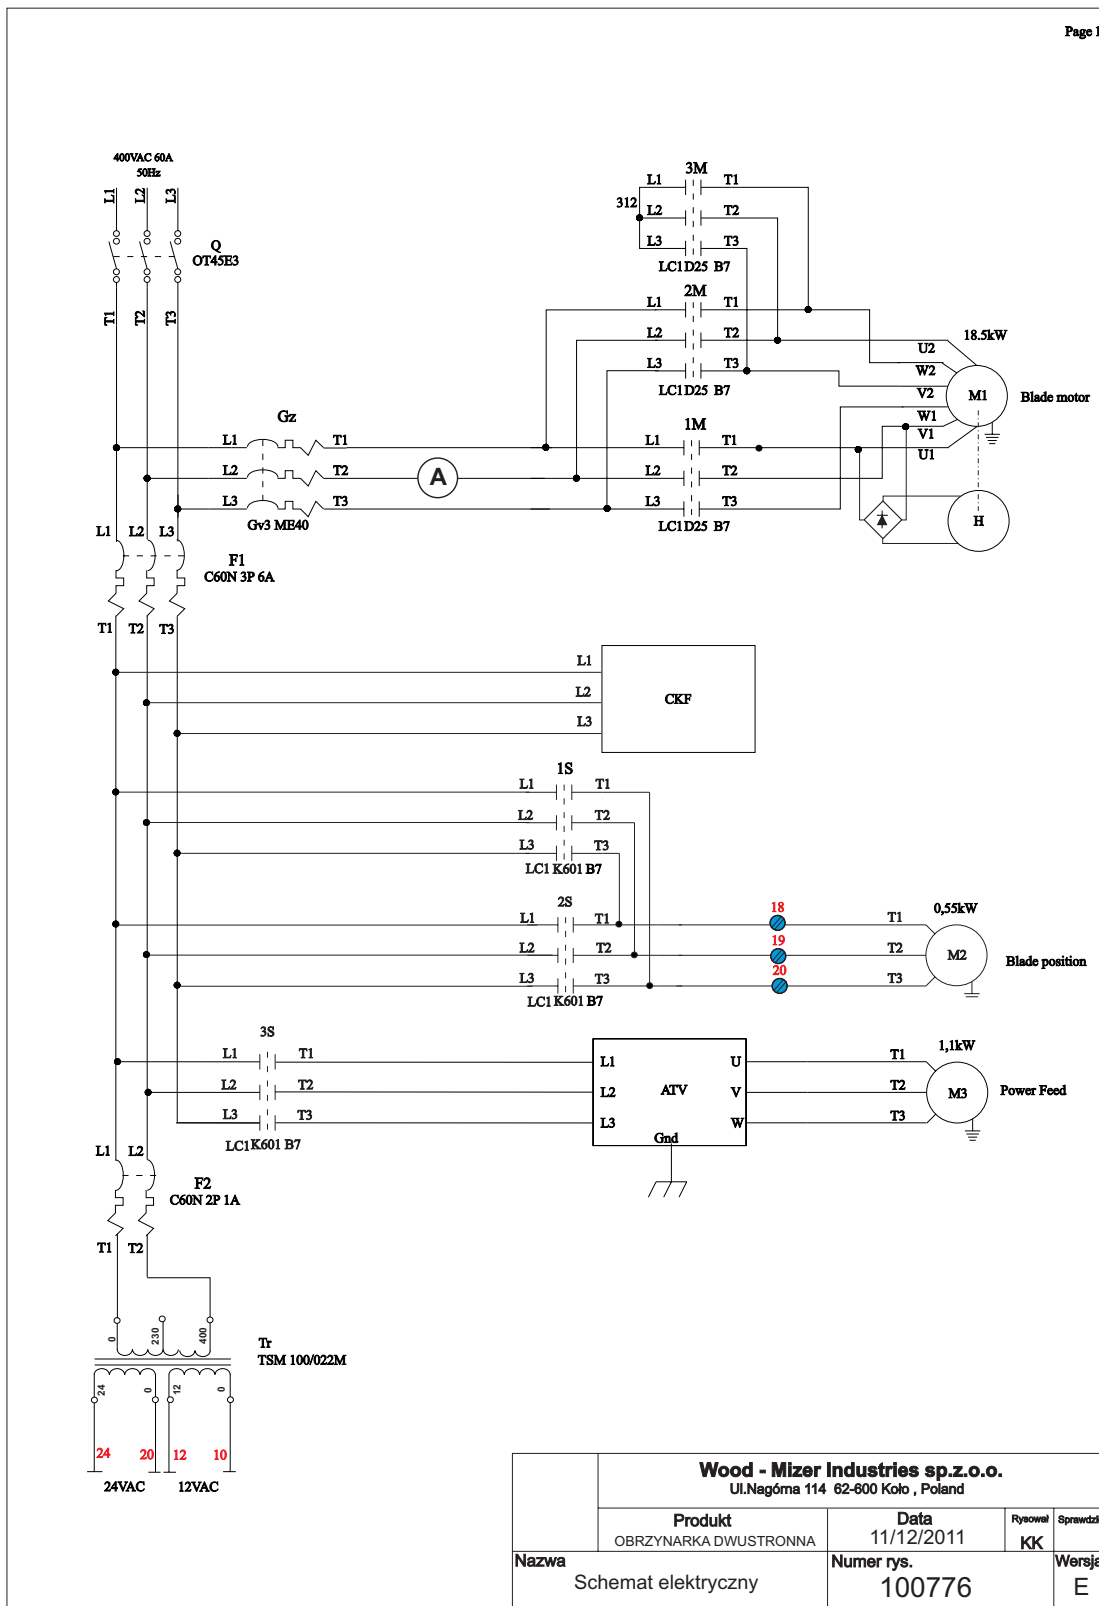 Page 1
400VAC 60A
50Hz
L1 L2 L3
Q
OT45E3
T1 T2 T3
3M
L1 T1
312
L2 T2
L3 T3
LC1D25 B7
2M
L1 T1
L2 T2
L3 T3
LC1D25 B7
18.5kW
U2
W2
V2
W1
V1
U1
M1
Blade motor
H
Gz
L1 T1
L2 T2
L3 T3
Gv3 ME40
A
1M
L1 T1
L2 T2
L3 T3
LC1D25 B7
L1 L2 L3
F1
C60N 3P 6A
T1 T2 T3
L1
L2
L3
CKF
1S
L1 T1
L2 T2
L3 T3
LC1 K601 B7
2S
L1 T1
L2 T2
L3 T3
LC1 K601 B7
18
19
20
0,55kW
T1
T2
T3
M2
Blade position
3S
L1 T1
L2 T2
L3 T3
LC1 K601 B7
L1 U
L2 ATV V
L3 W
Gnd
1,1kW
T1
T2
T3
M3
Power Feed
L1 L2
F2
C60N 2P 1A
T1 T2
0 230 400
Tr
TSM 100/022M
24 0 12 0
24 20 12 10
24VAC 12VAC
Wood - Mizer Industries sp.z.o.o.
Ul.Nagórna 114 62-600 Koło , Poland
Produkt Data Rysował
OBRZYNARKA DWUSTRONNA 11/12/2011 KK
Nazwa Numer rys. Wersja
Schemat elektryczny 100776 E